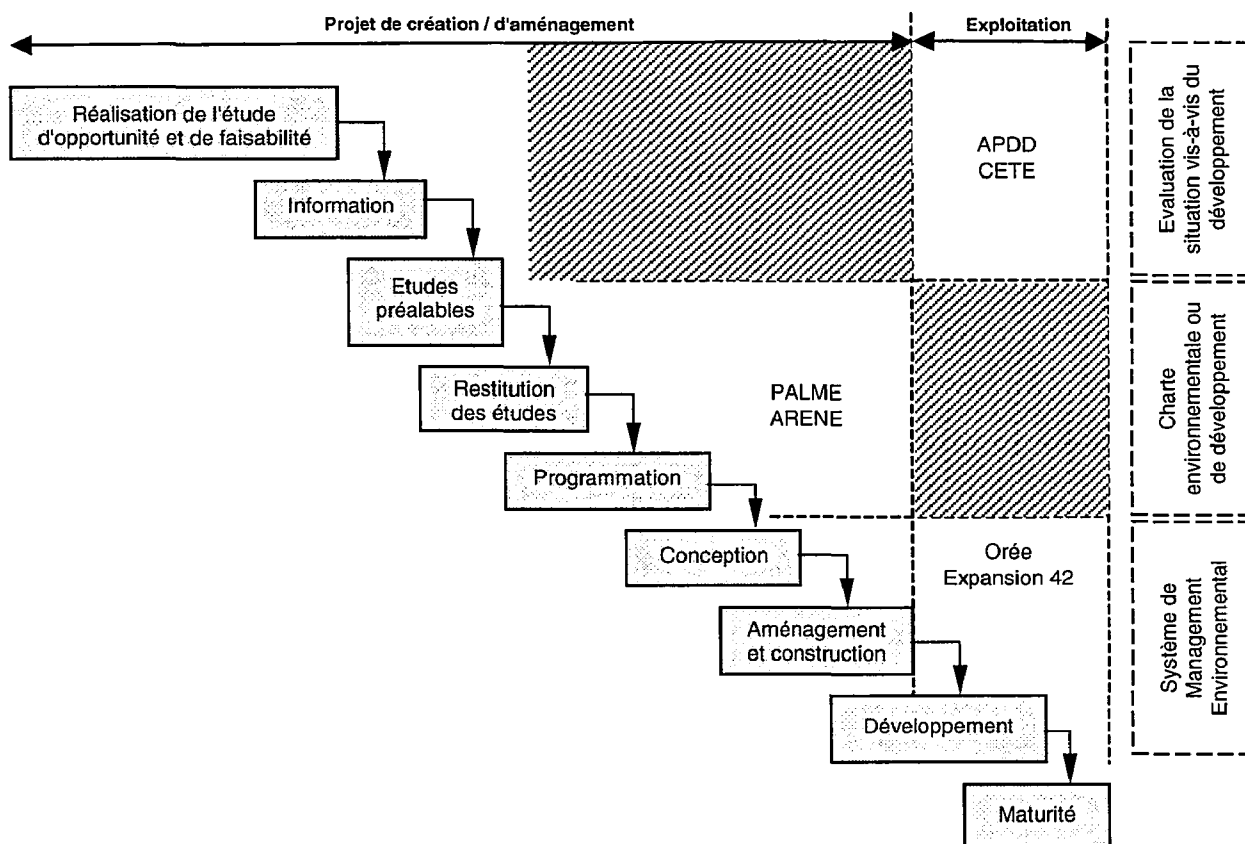 Projet de création / d'aménagement
Exploitation
Réalisation de l'étude
d'opportunité et de faisabilité
Information
Etudes
préalables
Restitution
des études
Programmation
Conception
Aménagement
et construction
Développement
Maturité
APDD
CETE
PALME
ARENE
Orée
Expansion 42
Evaluation de la
situation vis-à-vis du
développement
Charte
environnementale ou
de développement
Système de
Management
Environnemental